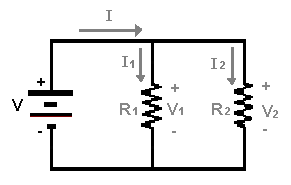 I
I1 I2
+ + +
V R1 V1 R2 V2
- - -